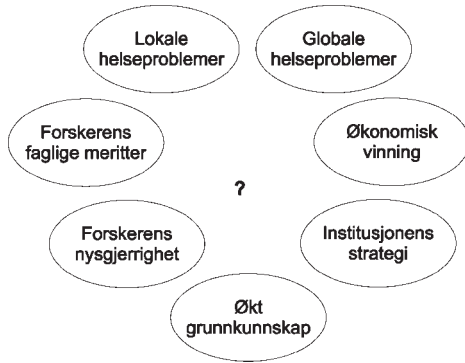 Lokale
helseproblemer
Globale
helseproblemer
Forskerens
faglige meritter
Økonomisk
vinning
?
Forskerens
nysgjerrighet
Institusjonens
strategi
Økt
grunnkunnskap